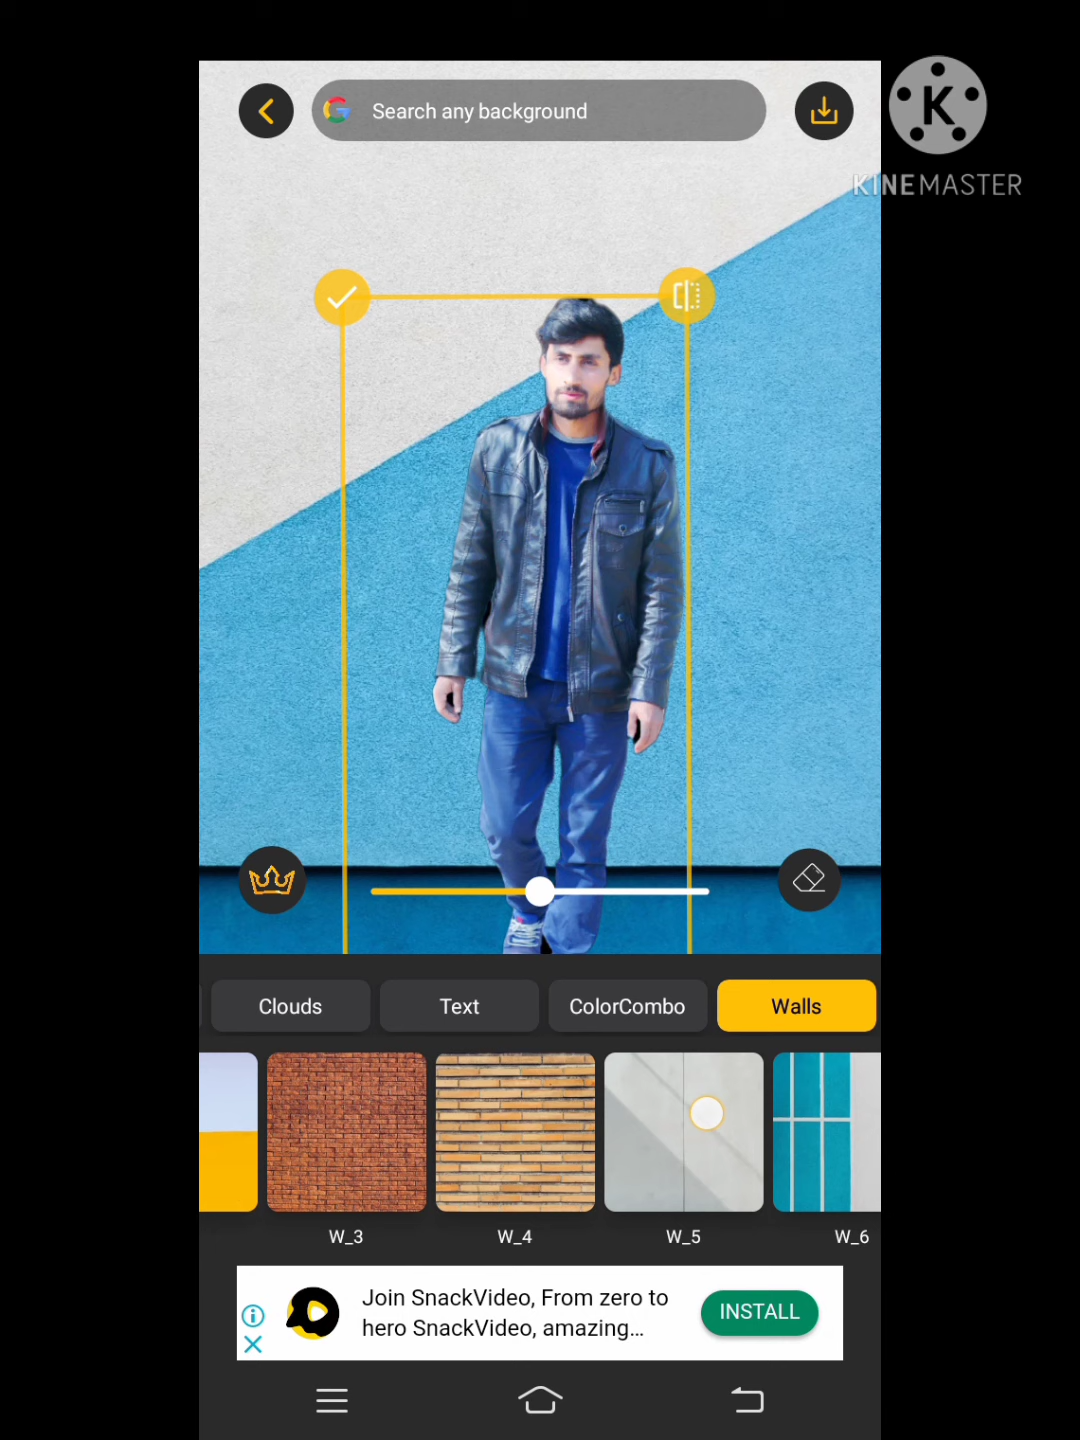 Search any background
K
KINEMASTER
Clouds
Text
ColorCombo
Walls
W_3
W_4
W_5
W_6
Join SnackVideo, From zero to
hero SnackVideo, amazing...
INSTALL